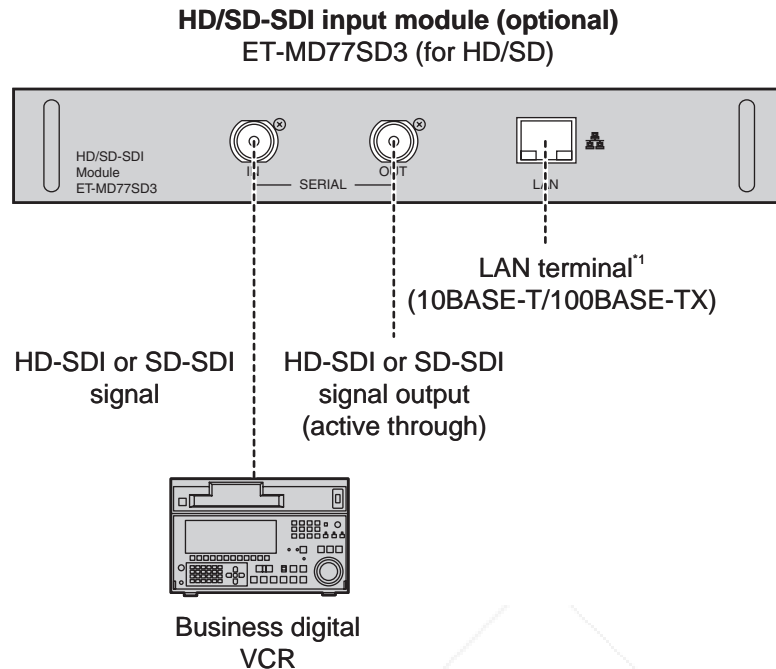 HD/SD-SDI input module (optional)
ET-MD77SD3 (for HD/SD)
HD/SD-SDI
Module
ET-MD77SD3
IN
SERIAL
OUT
LAN
LAN terminal*1
(10BASE-T/100BASE-TX)
HD-SDI or SD-SDI
signal
HD-SDI or SD-SDI
signal output
(active through)
Business digital
VCR